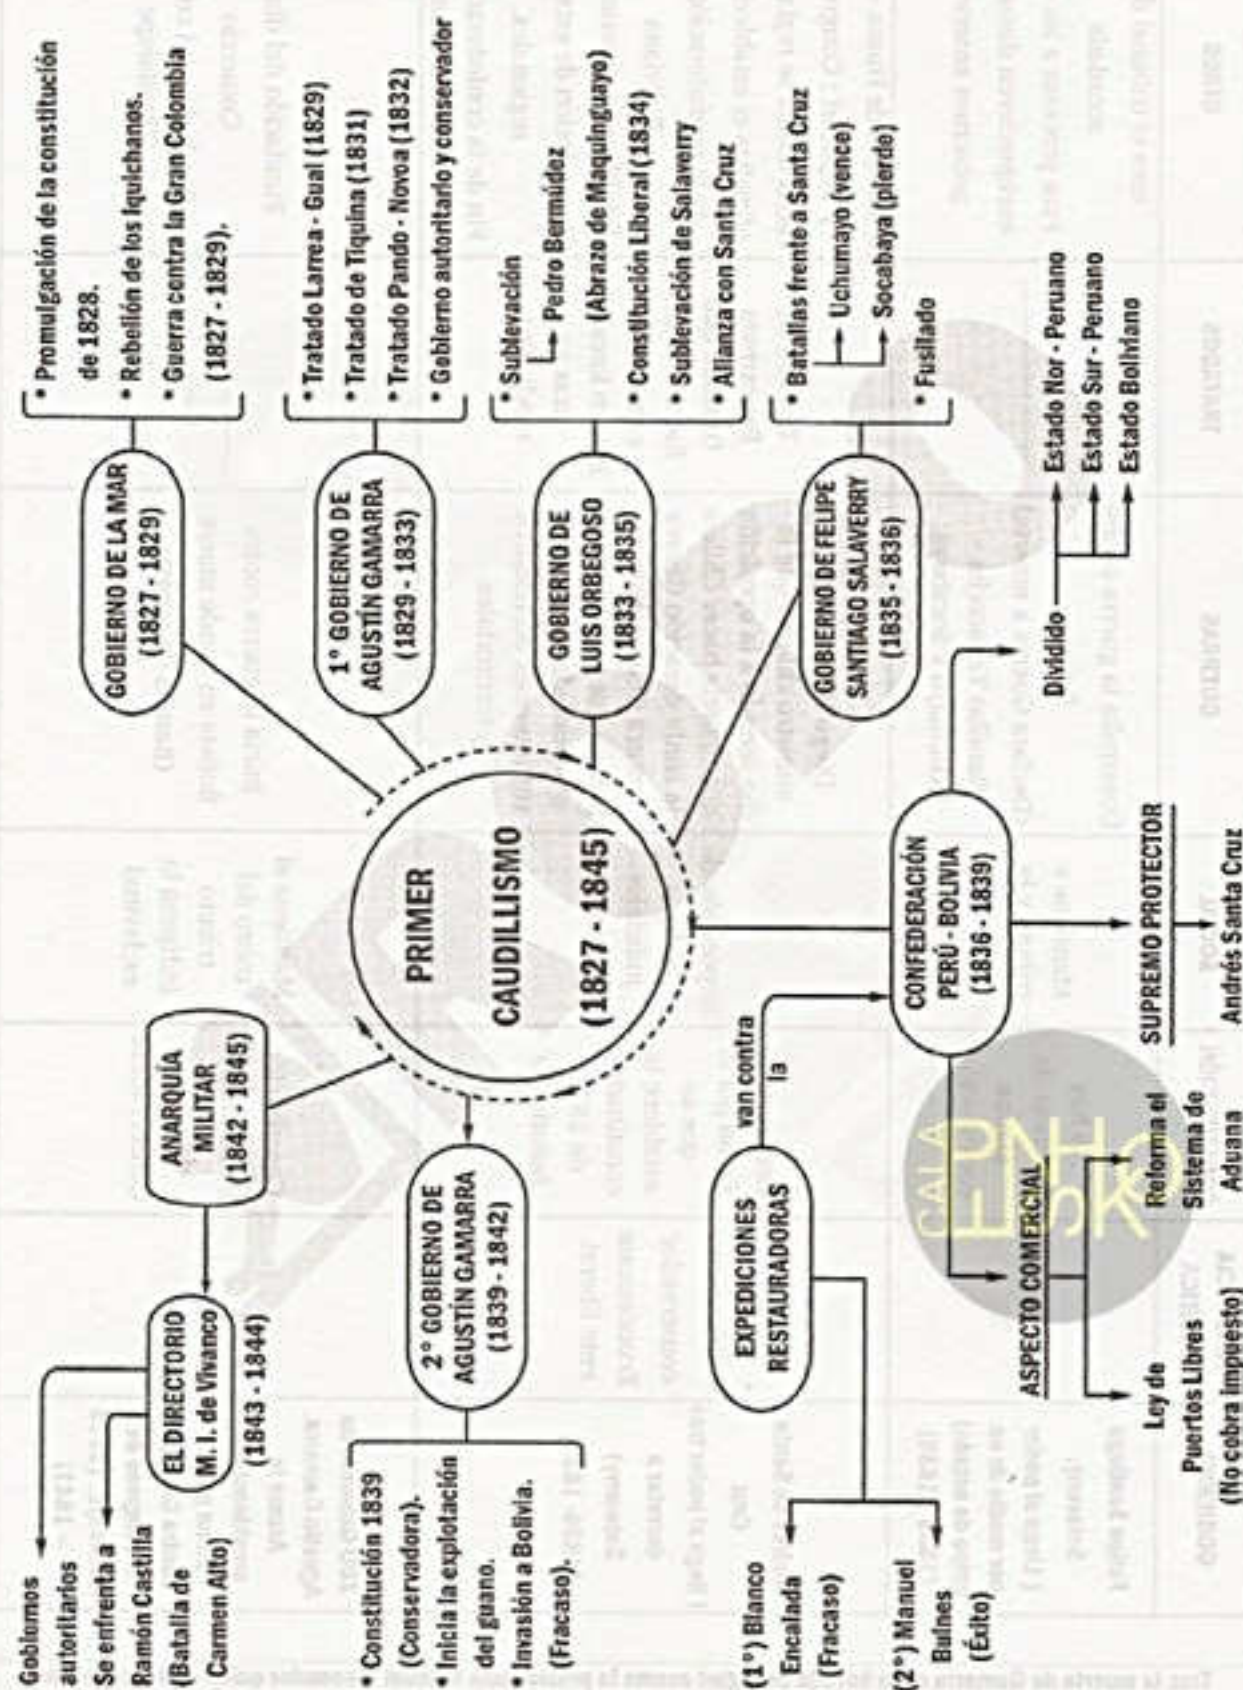 Gobiurnos
autoritarios
Se enfrenta a
Ramón Castilla
(Batalla de
Carmen Alto)
EL DIRECTORIO
M. I. de Vivanco
(1843 - 1844)
ANARQUÍA
MILITAR
(1842 - 1845)
GOBIERNO DE LA MAR
(1827 - 1829)
* Promulgación de la constitución
de 1828.
* Rebelión de los Iquichanos.
* Guerra contra la Gran Colombia
(1827 - 1829).
PRIMER
CAUDILLISMO
(1827 - 1845)
1° GOBIERNO DE
AGUSTÍN GAMARRA
(1829 - 1833)
* Tratado Larrea - Gual (1829)
* Tratado de Tiquina (1831)
* Tratado Pando - Novoa (1832)
* Gobierno autoritario y conservador
* Constitución 1839
(Conservadora).
* Inicia la explotación
del guano.
* Invasión a Bolivia.
(Fracaso).
2° GOBIERNO DE
AGUSTÍN GAMARRA
(1839 - 1842)
GOBIERNO DE
LUIS ORBEGOSO
(1833 - 1835)
* Sublevación
Pedro Bermúdez
(Abrazo de Maquinguayo)
* Constitución Liberal (1834)
* Sublevación de Salaverry
* Alianza con Santa Cruz
GOBIERNO DE FELIPE
SANTIAGO SALAVERRY
(1835 - 1836)
* Batallas frente a Santa Cruz
Uchumayo (vence)
Socabaya (pierde)
* Fusilado
(1°) Blanco
Encalada
(Fracaso)
(2°) Manuel
Bulnes
(Éxito)
EXPEDICIONES
RESTAURADORAS
van contra
la
CONFEDERACIÓN
PERÚ - BOLIVIA
(1836 - 1839)
Dividido
Estado Nor - Peruano
Estado Sur - Peruano
Estado Boliviano
ASPECTO COMERCIAL
Ley de
Puertos Libres
(No cobra impuesto)
Reforma el
Sistema de
Aduana
SUPREMO PROTECTOR
Andrés Santa Cruz
CALA